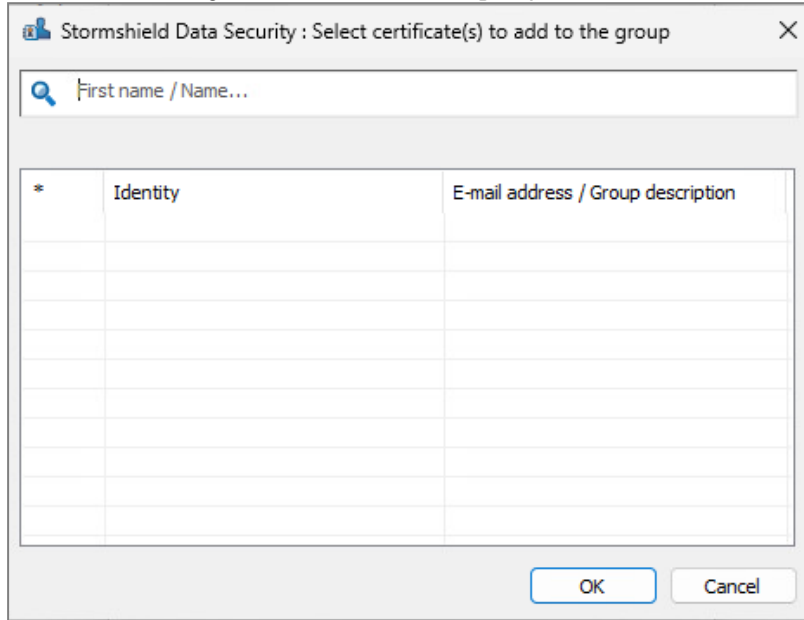 Stormshield Data Security : Select certificate(s) to add to the group
First name / Name...
* Identity E-mail address / Group description
OK Cancel